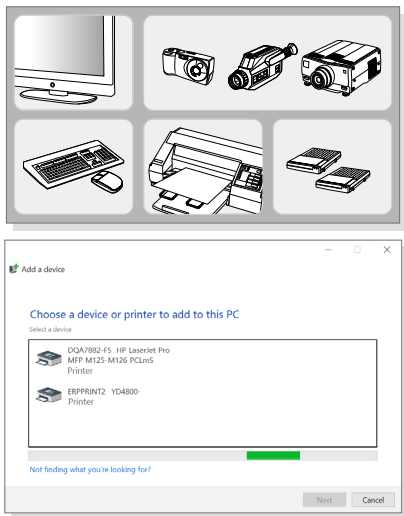 Add a device
Choose a device or printer to add to this PC
Select a device
DQA7882-F5 HP LaserJet Pro
MFP M125-M126 PCLmS
Printer
ERPPRINT2 YD4800-
Printer
Not finding what you're looking for?
Next Cancel